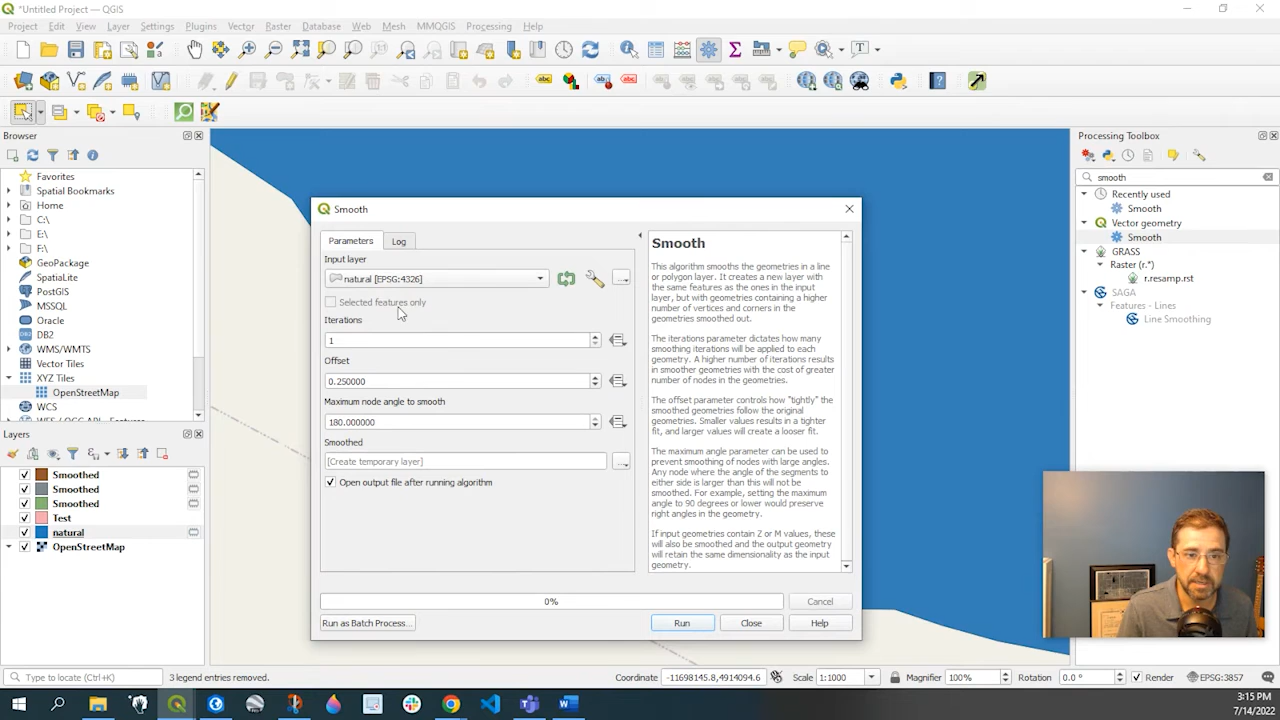 *Untitled Project — QGIS
Project Edit View Layer Settings Plugins Vector Raster Database Web Mesh MMQGIS Processing Help
Browser
Favorites
Spatial Bookmarks
Home
C:\
E:\
F:\
GeoPackage
SpatiaLite
PostGIS
MSSQL
Oracle
DB2
WMS/WMTS
Vector Tiles
XYZ Tiles
OpenStreetMap
WCS
Layers
Smoothed
Smoothed
Smoothed
Test
natural
OpenStreetMap
Smooth
Parameters Log
Input layer
natural [EPSG:4326]
Selected features only
Iterations
1
Offset
0.250000
Maximum node angle to smooth
180.000000
Smoothed
[Create temporary layer]
Open output file after running algorithm
Smooth
This algorithm smooths the geometries in a line
or polygon layer. It creates a new layer with
the same features as the ones in the input
layer, but with geometries containing a higher
number of vertices and corners in the
geometries smoothed out.
The iterations parameter dictates how many
smoothing iterations will be applied to each
geometry. A higher number of iterations results
in smoother geometries with the cost of greater
number of nodes in the geometries.
The offset parameter controls how "tightly" the
smoothed geometries follow the original
geometries. Smaller values results in a tighter
fit, and larger values will create a looser fit.
The maximum angle parameter can be used to
prevent smoothing of nodes with large angles.
Any node where the angle of the segments to
either side is larger than this will not be
smoothed. For example, setting the maximum
angle to 90 degrees or lower would preserve
right angles in the geometry.
If input geometries contain Z or M values, these
will also be smoothed and the output geometry
will retain the same dimensionality as the input
geometry.
0% Cancel
Run as Batch Process... Run Close Help
Processing Toolbox
smooth
Recently used
Smooth
Vector geometry
Smooth
GRASS
Raster (r.*)
r.resamp.rst
SAGA
Features - Lines
Line Smoothing
Type to locate (Ctrl+K) 3 legend entries removed. Coordinate -11698145.8,4914094.6 Scale 1:1000 Magnifier 100% Rotation 0.0 ° Render EPSG:3857
3:15 PM
7/14/2022